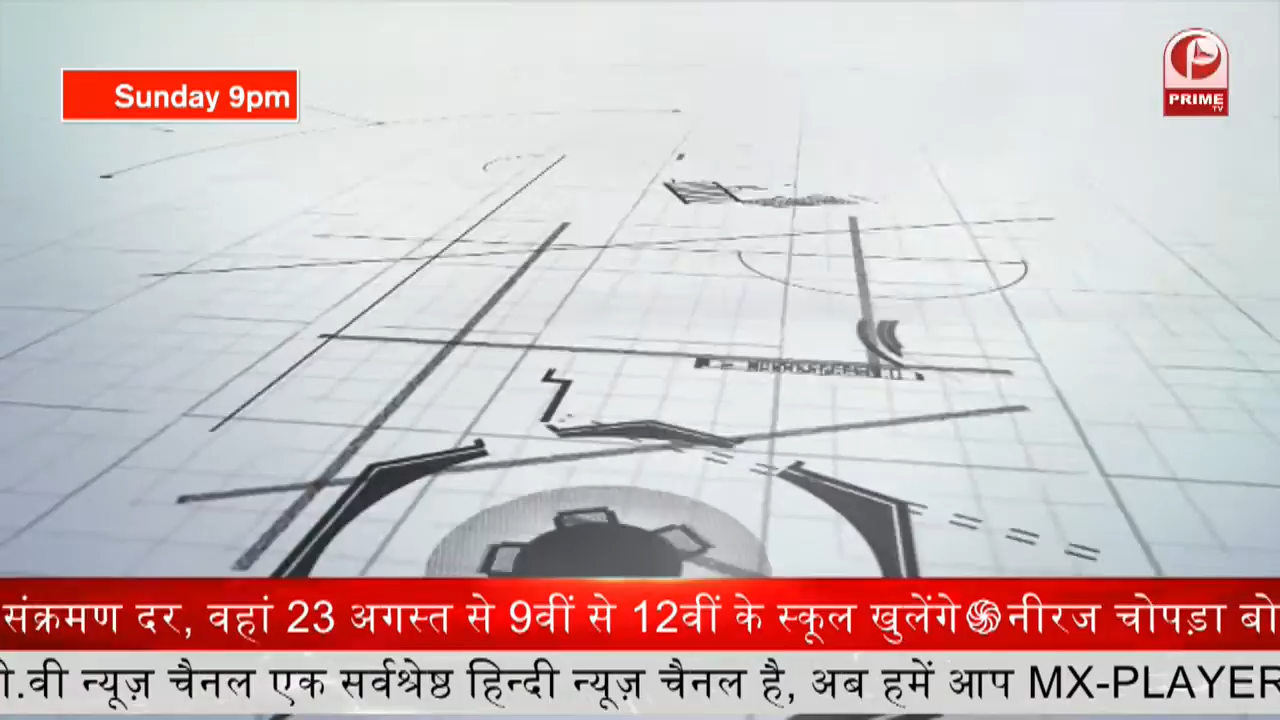 Sunday 9pm
PRIME
TV
संक्रमण दर, वहां 23 अगस्त से 9वीं से 12वीं के स्कूल खुलेंगे नीरज चोपड़ा बो
.वी न्यूज़ चैनल एक सर्वश्रेष्ठ हिन्दी न्यूज़ चैनल है, अब हमें आप MX-PLAYER